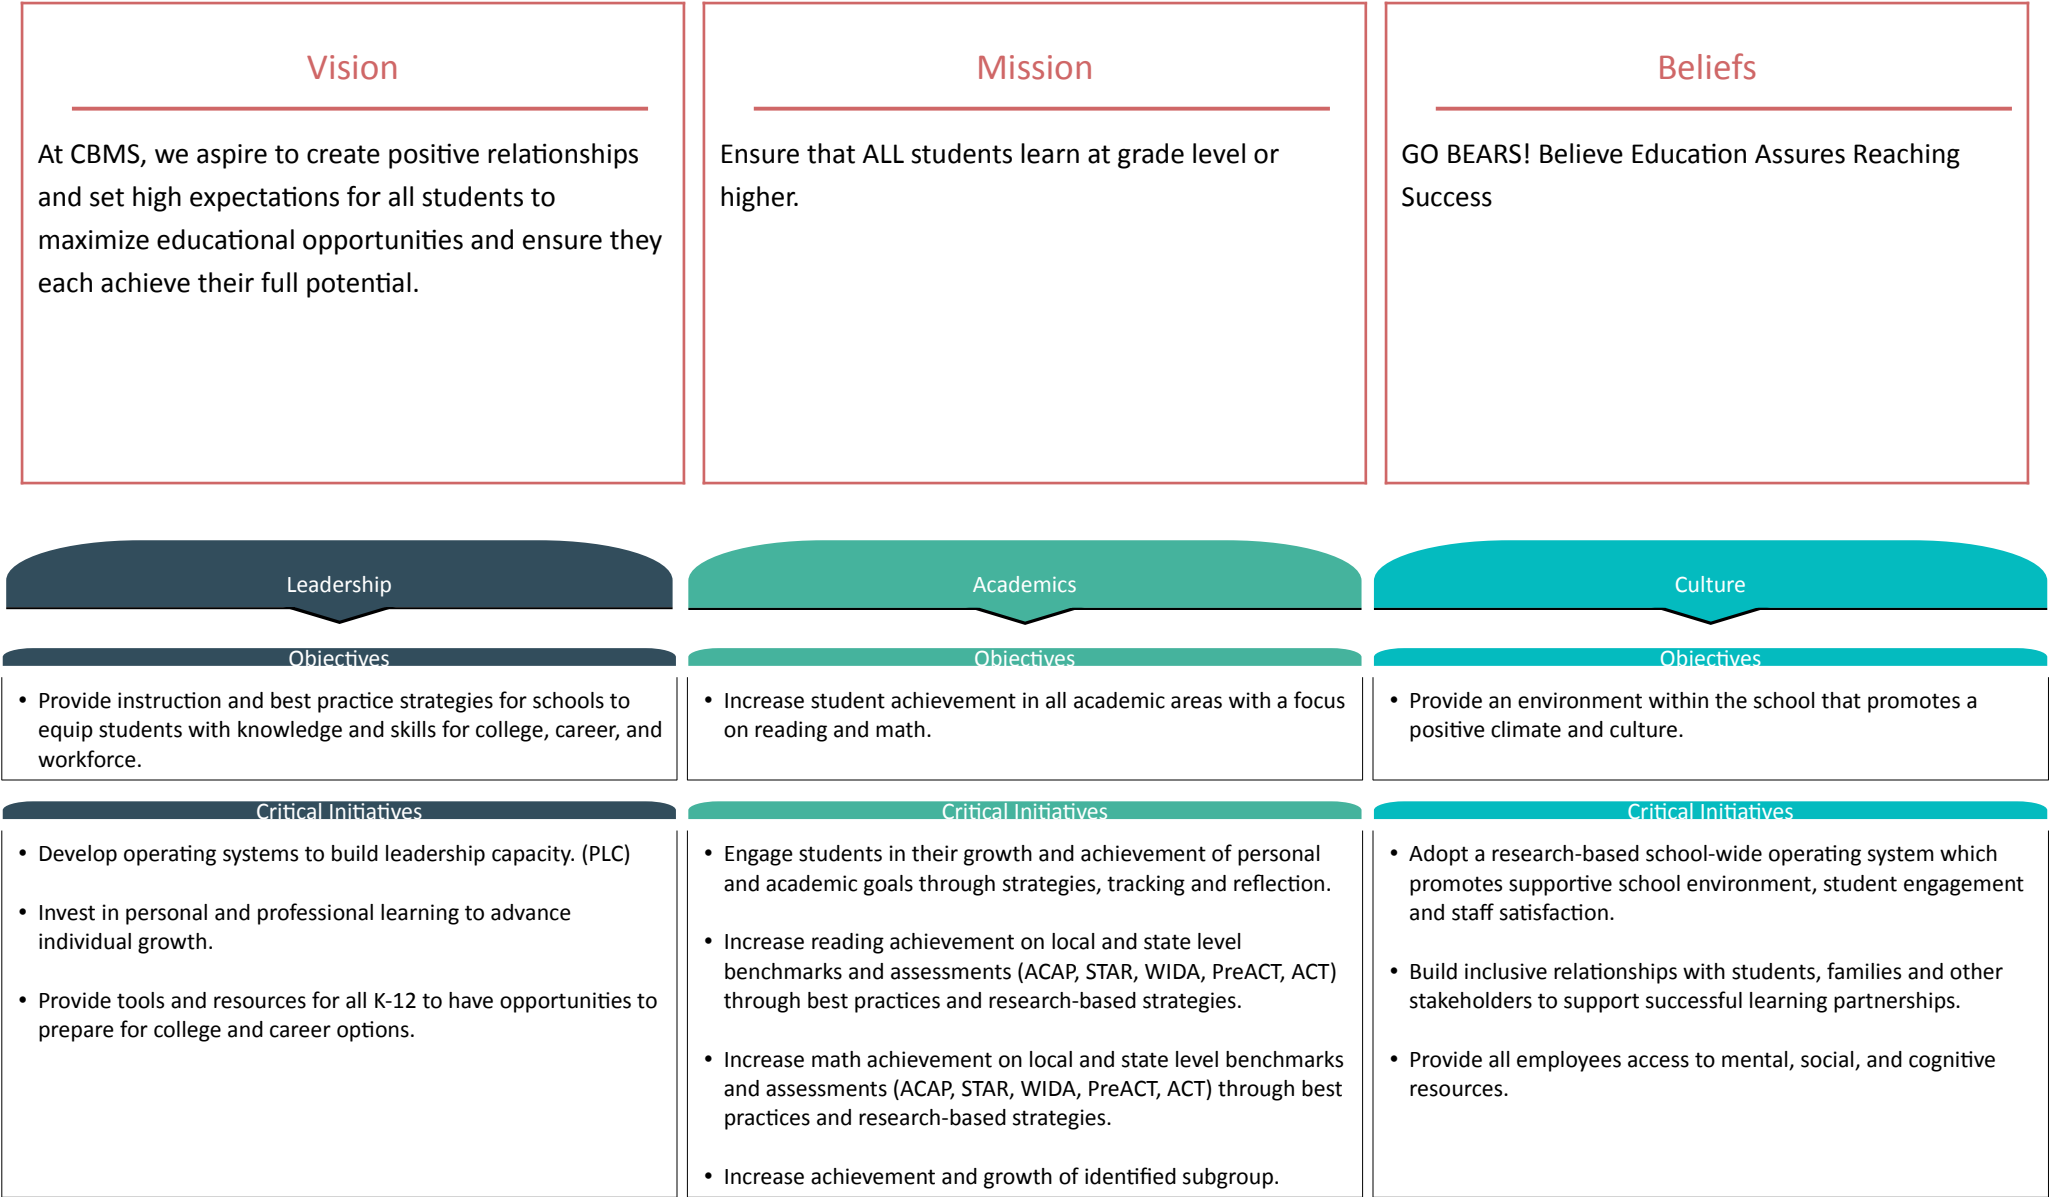 Vision
At CBMS, we aspire to create positive relationships
and set high expectations for all students to
maximize educational opportunities and ensure they
each achieve their full potential.
Mission
Ensure that ALL students learn at grade level or
higher.
Beliefs
GO BEARS! Believe Education Assures Reaching
Success
Leadership
Objectives
• Provide instruction and best practice strategies for schools to
equip students with knowledge and skills for college, career, and
workforce.
Critical Initiatives
• Develop operating systems to build leadership capacity. (PLC)
• Invest in personal and professional learning to advance
individual growth.
• Provide tools and resources for all K-12 to have opportunities to
prepare for college and career options.
Academics
Objectives
• Increase student achievement in all academic areas with a focus
on reading and math.
Critical Initiatives
• Engage students in their growth and achievement of personal
and academic goals through strategies, tracking and reflection.
• Increase reading achievement on local and state level
benchmarks and assessments (ACAP, STAR, WIDA, PreACT, ACT)
through best practices and research-based strategies.
• Increase math achievement on local and state level benchmarks
and assessments (ACAP, STAR, WIDA, PreACT, ACT) through best
practices and research-based strategies.
• Increase achievement and growth of identified subgroup.
Culture
Objectives
• Provide an environment within the school that promotes a
positive climate and culture.
Critical Initiatives
• Adopt a research-based school-wide operating system which
promotes supportive school environment, student engagement
and staff satisfaction.
• Build inclusive relationships with students, families and other
stakeholders to support successful learning partnerships.
• Provide all employees access to mental, social, and cognitive
resources.